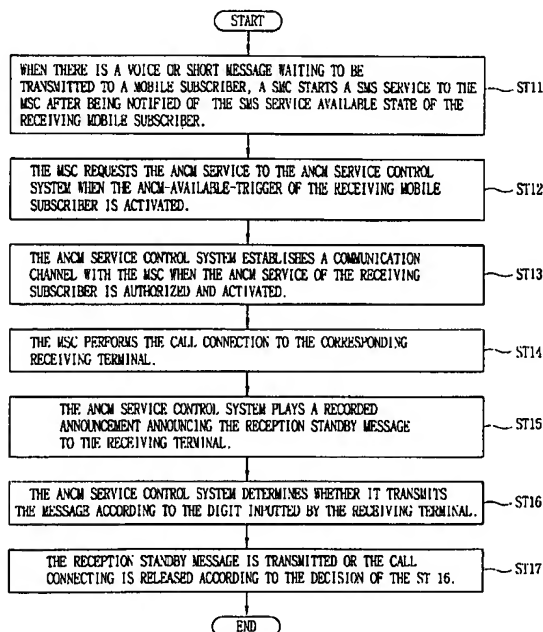 START
WHEN THERE IS A VOICE OR SHORT MESSAGE WAITING TO BE
TRANSMITTED TO A MOBILE SUBSCRIBER, A SMC STARTS A SMS SERVICE TO THE
MSC AFTER BEING NOTIFIED OF THE SMS SERVICE AVAILABLE STATE OF THE
RECEIVING MOBILE SUBSCRIBER.
ST11
THE MSC REQUESTS THE ANCM SERVICE TO THE ANCM SERVICE CONTROL
SYSTEM WHEN THE ANCM-AVAILABLE-TRIGGER OF THE RECEIVING MOBILE
SUBSCRIBER IS ACTIVATED.
ST12
THE ANCM SERVICE CONTROL SYSTEM ESTABLISHES A COMMUNICATION
CHANNEL WITH THE MSC WHEN THE ANCM SERVICE OF THE RECEIVING
SUBSCRIBER IS AUTHORIZED AND ACTIVATED.
ST13
THE MSC PERFORMS THE CALL CONNECTION TO THE CORRESPONDING
RECEIVING TERMINAL.
ST14
THE ANCM SERVICE CONTROL SYSTEM PLAYS A RECORDED
ANNOUNCEMENT ANNOUNCING THE RECEPTION STANDBY MESSAGE
TO THE RECEIVING TERMINAL.
ST15
THE ANCM SERVICE CONTROL SYSTEM DETERMINES WHETHER IT TRANSMITS
THE MESSAGE ACCORDING TO THE DIGIT INPUTTED BY THE RECEIVING TERMINAL.
ST16
THE RECEPTION STANDBY MESSAGE IS TRANSMITTED OR THE CALL
CONNECTING IS RELEASED ACCORDING TO THE DECISION OF THE ST 16.
ST17
END